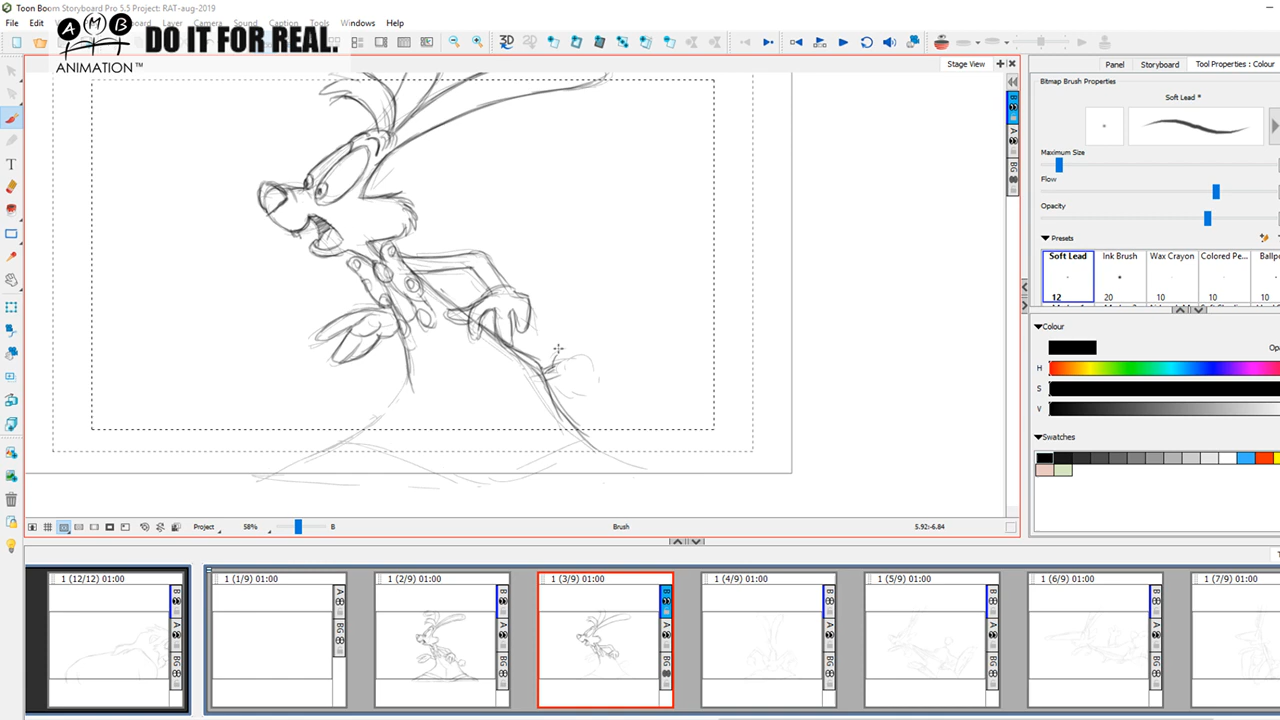 Toon Boom Storyboard Pro 5.5 Project: RAT-aug-2019
File Edit Layer Camera Sound Caption Tools Windows Help
AMB
ANIMATION™
DO IT FOR REAL.
Stage View
Panel Storyboard Tool Properties : Colour
Bitmap Brush Properties
Soft Lead *
Maximum Size
Flow
Opacity
Presets
Soft Lead Ink Brush Wax Crayon Colored Pe... Ballpo
12 20 10 10 10
Colour
Opa
H
S
V
Swatches
B
A
BG
Project 58% B Brush 5.92:-6.84
1 (12/12) 01:00 1 (1/9) 01:00 1 (2/9) 01:00 1 (3/9) 01:00 1 (4/9) 01:00 1 (5/9) 01:00 1 (6/9) 01:00 1 (7/9) 01:00